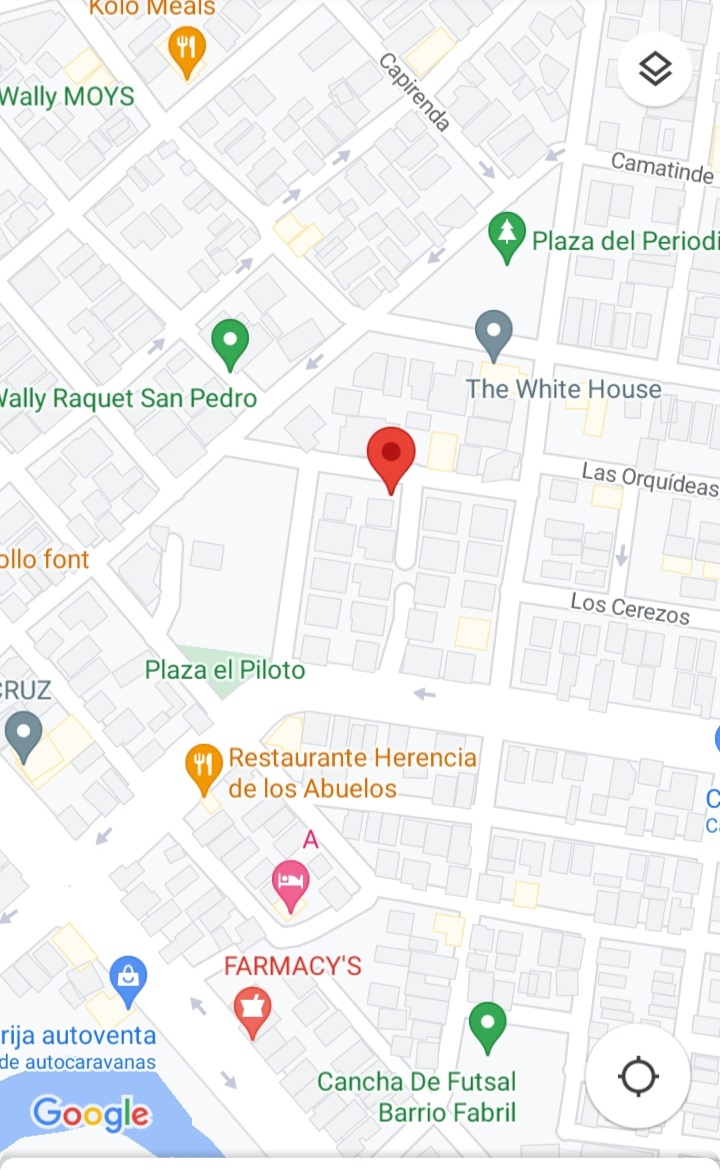 Kolo Meals
Wally MOYS
Capirenda
Camatinde
Plaza del Periodi
The White House
Wally Raquet San Pedro
Las Orquídeas
ollo font
Los Cerezos
Plaza el Piloto
CRUZ
Restaurante Herencia
de los Abuelos
A
C
Ca
FARMACY'S
rija autoventa
de autocaravanas
Cancha De Futsal
Barrio Fabril
Google